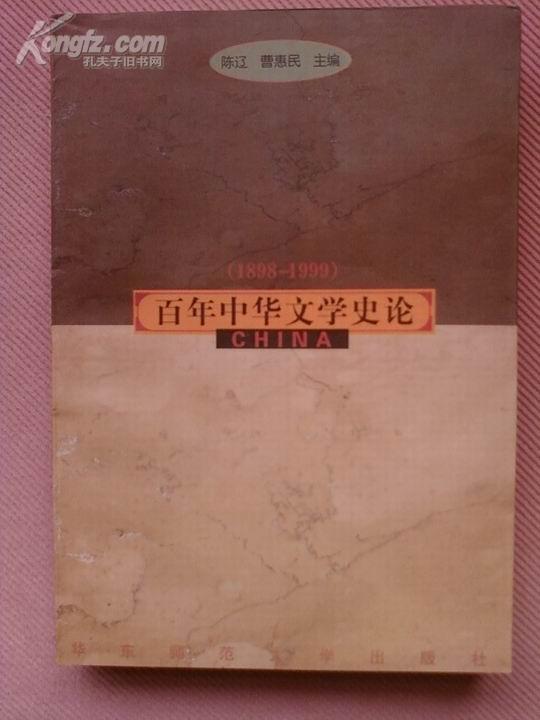 Kongfz.com
孔夫子旧书网
陈辽 曹惠民 主编
(1898-1999)
百年中华文学史论
CHINA
华东师范大学出版社